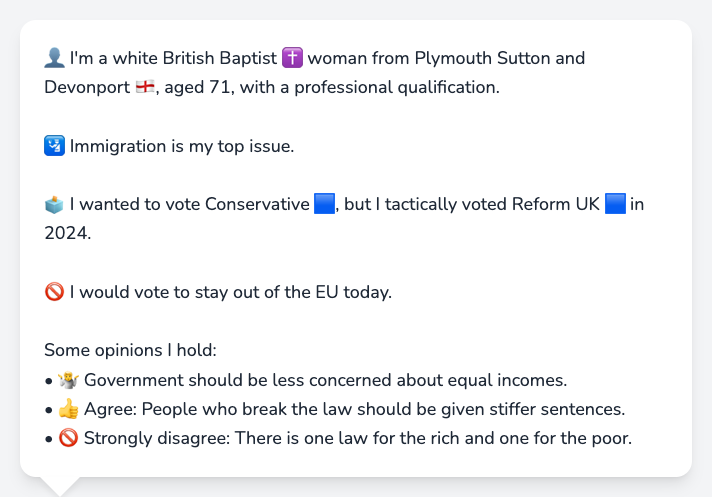 👤 I'm a white British Baptist ✝️ woman from Plymouth Sutton and
Devonport 🏴󠁧󠁢󠁥󠁮󠁧󠁿, aged 71, with a professional qualification.
🛂 Immigration is my top issue.
🗳️ I wanted to vote Conservative 🟦, but I tactically voted Reform UK 🟦 in
2024.
🚫 I would vote to stay out of the EU today.
Some opinions I hold:
• 🤷 Government should be less concerned about equal incomes.
• 👍 Agree: People who break the law should be given stiffer sentences.
• 🚫 Strongly disagree: There is one law for the rich and one for the poor.